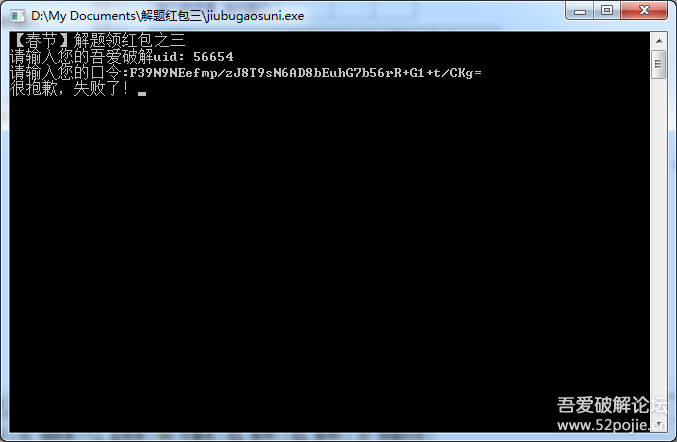 D:\My Documents\解题红包三\jiubugaosuni.exe
【春节】解题领红包之三
请输入您的吾爱破解uid: 56654
请输入您的口令:F39N9NEefmp/zJ8T9sN6AD8bEuhG7b56rR+G1+t/CKg=
很抱歉，失败了！
吾爱破解论坛
www.52pojie.cn